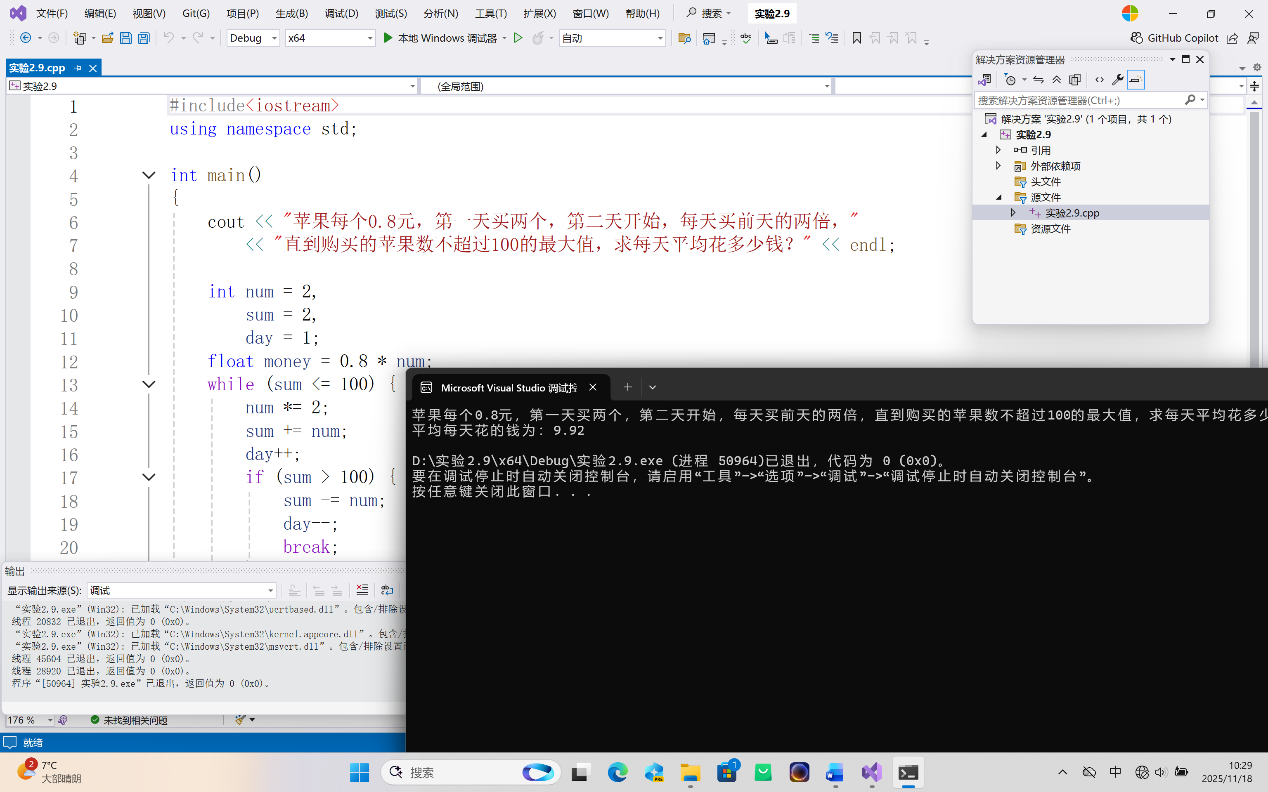 文件(F) 编辑(E) 视图(V) Git(G) 项目(P) 生成(B) 调试(D) 测试(S) 分析(N) 工具(T) 扩展(X) 窗口(W) 帮助(H) 搜索 实验2.9
Debug x64 本地 Windows 调试器 自动 GitHub Copilot
实验2.9.cpp
实验2.9 (全局范围)
1 #include<iostream>
2 using namespace std;
3
4 int main()
5 {
6 cout << "苹果每个0.8元，第一天买两个，第二天开始，每天买前天的两倍，"
7 << "直到购买的苹果数不超过100的最大值，求每天平均花多少钱？" << endl;
8
9 int num = 2,
10 sum = 2,
11 day = 1;
12 float money = 0.8 * num;
13 while (sum <= 100) {
14 num *= 2;
15 sum += num;
16 day++;
17 if (sum > 100) {
18 sum -= num;
19 day--;
20 break;
解决方案资源管理器
搜索解决方案资源管理器(Ctrl+;)
解决方案 '实验2.9' (1 个项目，共 1 个)
实验2.9
引用
外部依赖项
头文件
源文件
实验2.9.cpp
资源文件
Microsoft Visual Studio 调试控
苹果每个0.8元，第一天买两个，第二天开始，每天买前天的两倍，直到购买的苹果数不超过100的最大值，求每天平均花多少
平均每天花的钱为：9.92
D:\实验2.9\x64\Debug\实验2.9.exe (进程 50964)已退出，代码为 0 (0x0)。
要在调试停止时自动关闭控制台，请启用“工具”->“选项”->“调试”->“调试停止时自动关闭控制台”。
按任意键关闭此窗口. . .
输出
显示输出来源(S): 调试
“实验2.9.exe”(Win32): 已加载“C:\Windows\System32\ucrtbased.dll”。包含/排除设
线程 20832 已退出，返回值为 0 (0x0)。
“实验2.9.exe”(Win32): 已加载“C:\Windows\System32\kernel.appcore.dll”。包含/
“实验2.9.exe”(Win32): 已加载“C:\Windows\System32\msvcrt.dll”。包含/排除设置
线程 45604 已退出，返回值为 0 (0x0)。
线程 28920 已退出，返回值为 0 (0x0)。
程序“[50964] 实验2.9.exe”已退出，返回值为 0 (0x0)。
176 % 未找到相关问题
就绪
2 7°C
大部晴朗
搜索
1
中
10:29
2025/11/18